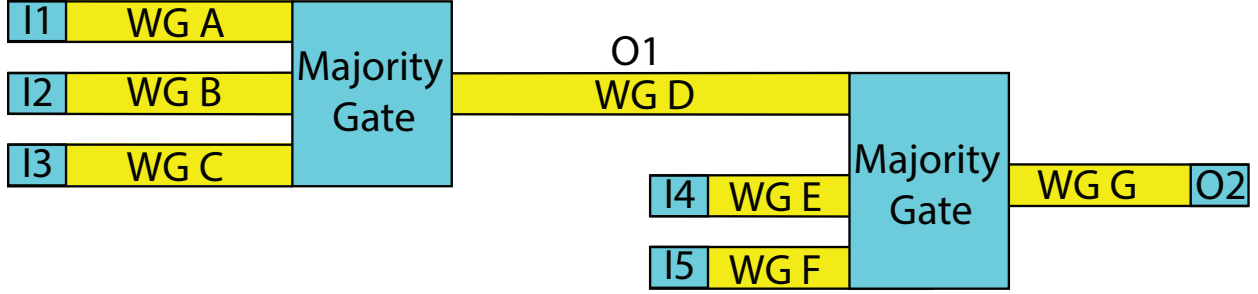 I1 WG A
I2 WG B
I3 WG C
Majority
Gate
O1
WG D
I4 WG E
I5 WG F
Majority
Gate
WG G O2